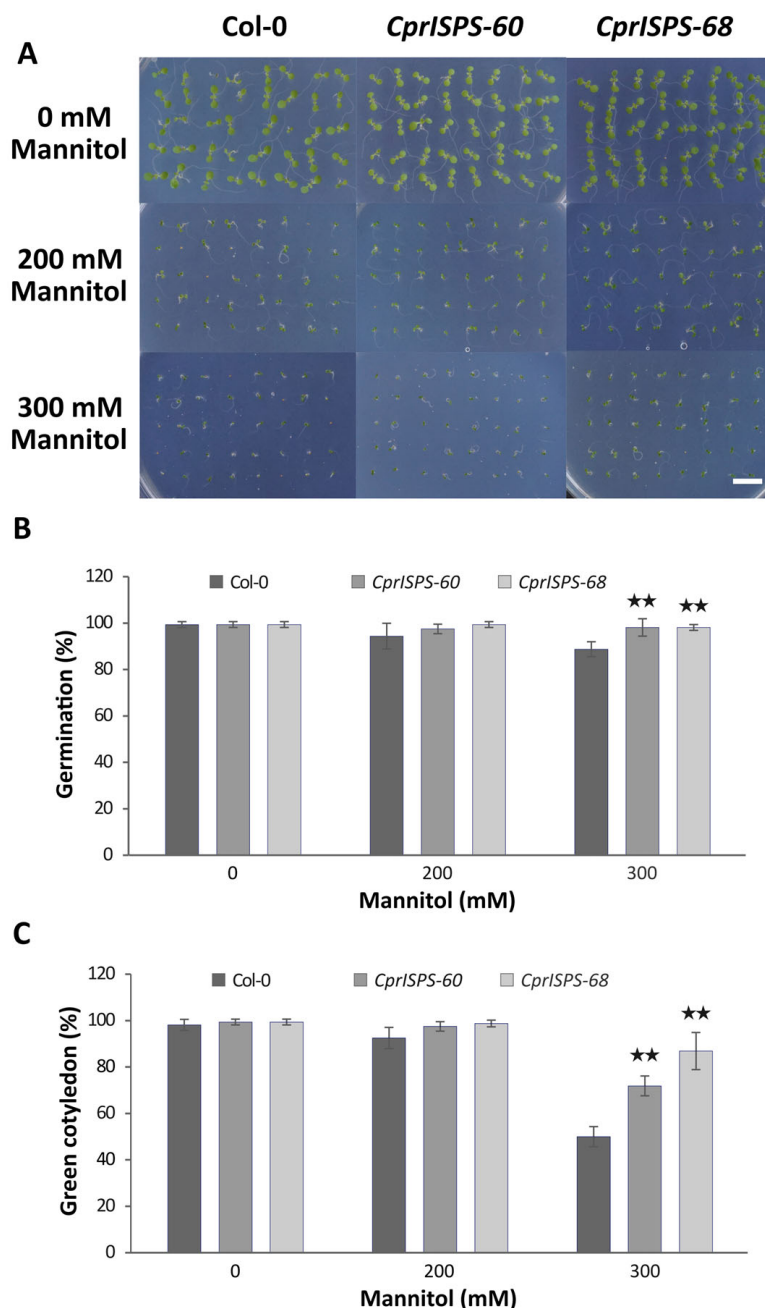 Col-0 CprISPS-60 CprISPS-68
A
0 mM
Mannitol
200 mM
Mannitol
300 mM
Mannitol
B
120
100
80
60
40
20
0
Germination (%)
Col-0 CprISPS-60 CprISPS-68
★★ ★★
0 200 300
Mannitol (mM)
C
120
100
80
60
40
20
0
Green cotyledon (%)
Col-0 CprISPS-60 CprISPS-68
★★ ★★
0 200 300
Mannitol (mM)